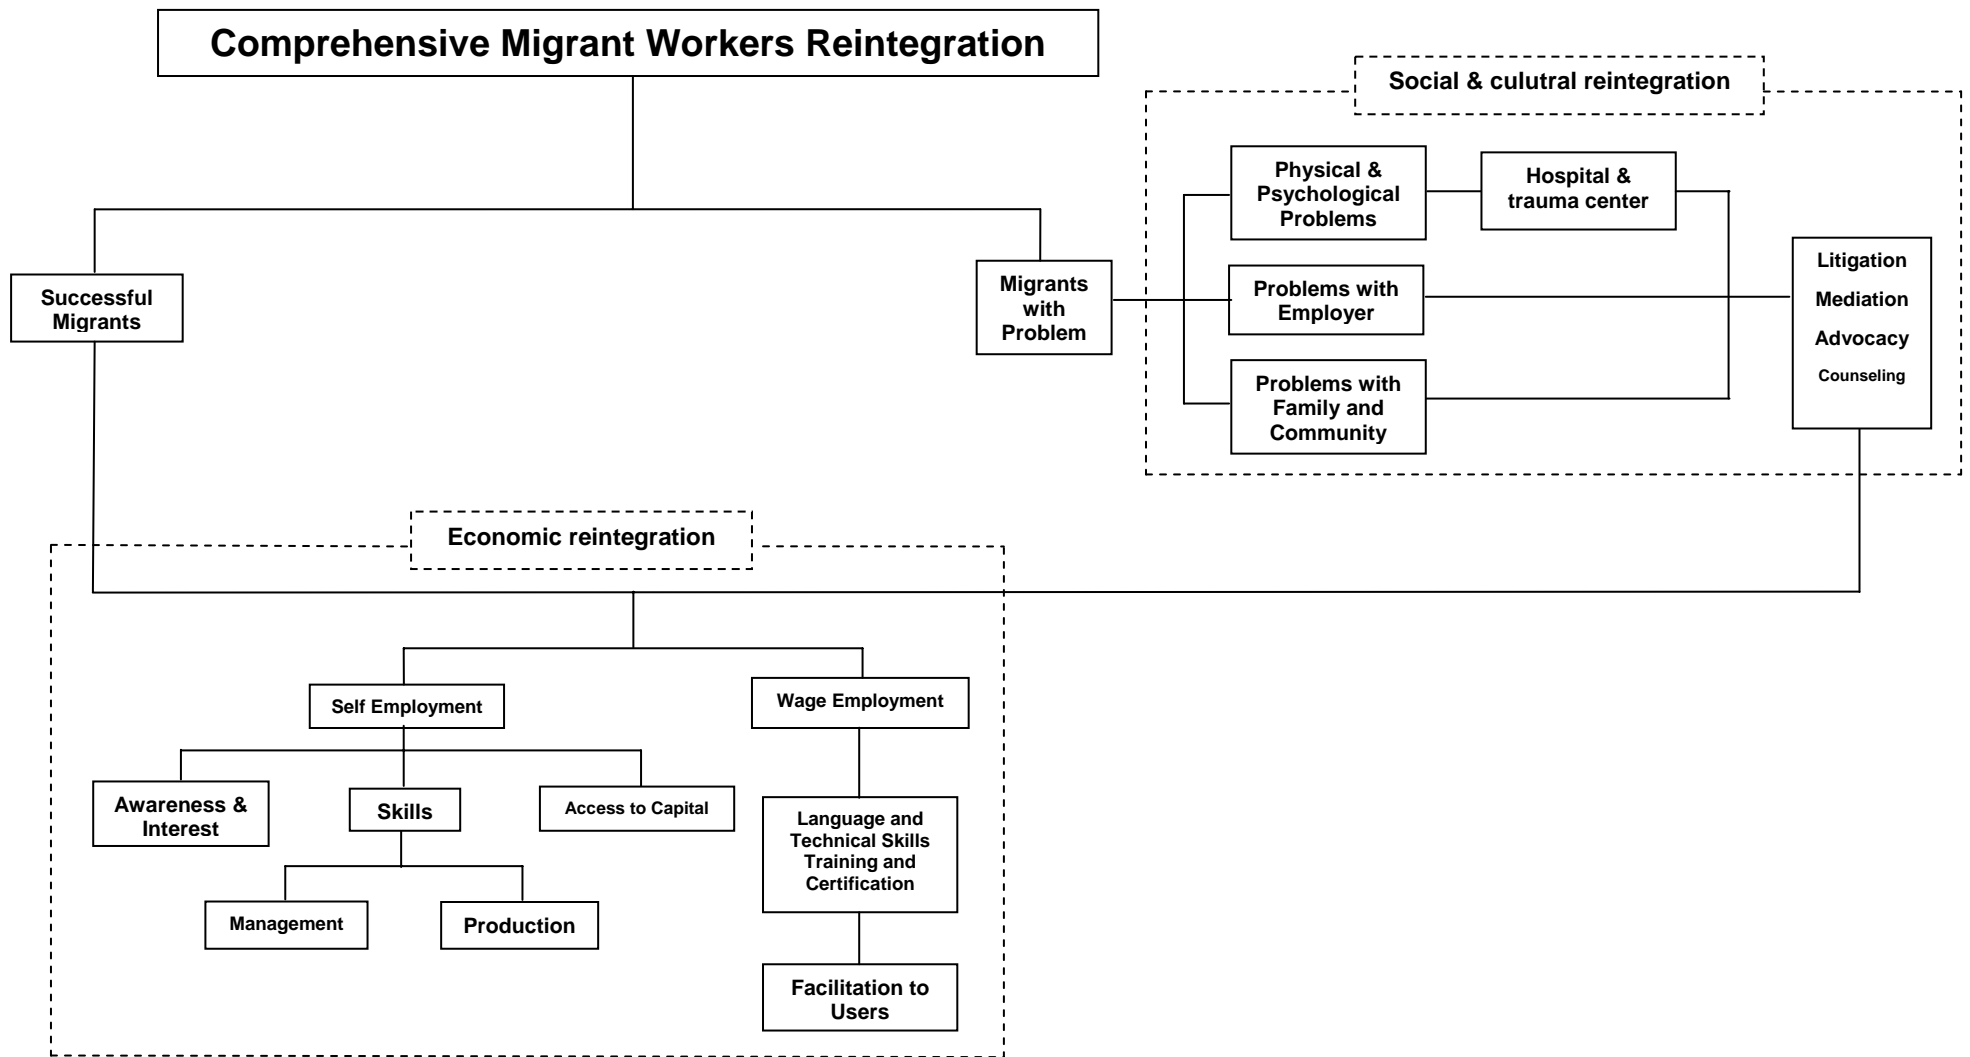 Comprehensive Migrant Workers Reintegration
Social & culutral reintegration
Physical &
Psychological
Problems
Hospital &
trauma center
Successful
Migrants
Migrants
with
Problem
Problems with
Employer
Problems with
Family and
Community
Litigation
Mediation
Advocacy
Counseling
Economic reintegration
Self Employment
Wage Employment
Awareness &
Interest
Skills
Access to Capital
Management
Production
Language and
Technical Skills
Training and
Certification
Facilitation to
Users